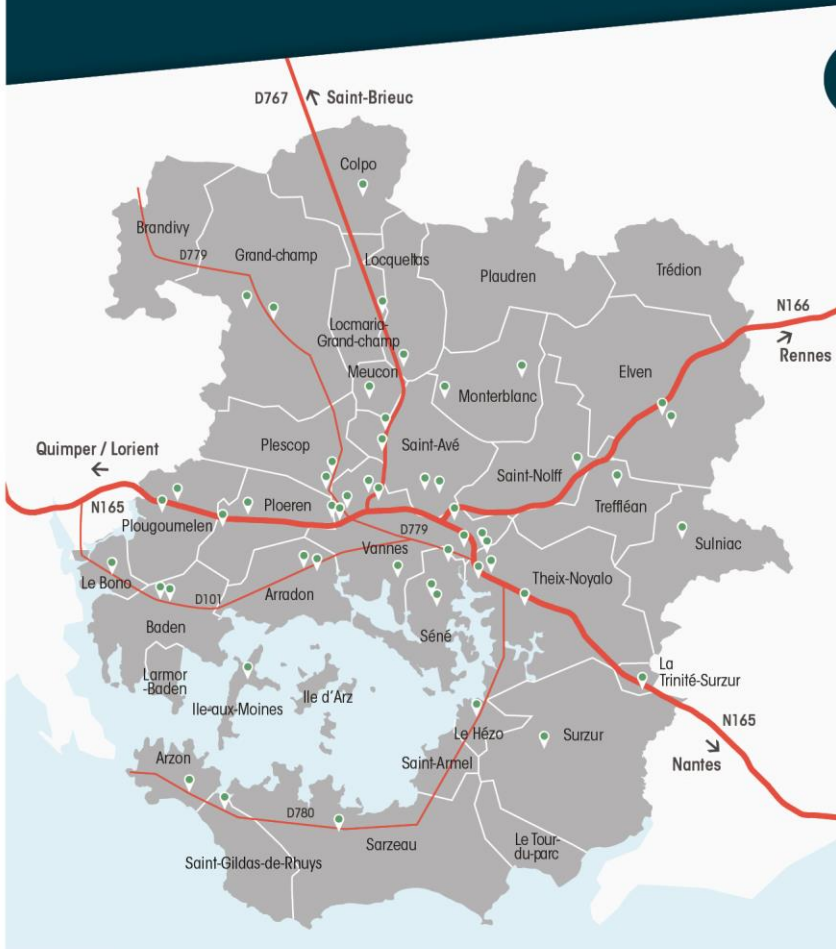 D767
Saint-Brieuc
Colpo
Brandivy
D779
Grand-champ
Locqueltas
Plaudren
Trédion
N166
Rennes
Locmaria-
Grand-champ
Meucon
Monterblanc
Elven
Quimper / Lorient
Plescop
Saint-Avé
Saint-Nolff
N165
Ploeren
Plougoumelen
D779
Treffléan
Vannes
Sulniac
Le Bono
D101
Arradon
Theix-Noyalo
Baden
Séné
Larmor
-Baden
Ile-aux-Moines
Ile d'Arz
La
Trinité-Surzur
Le Hézo
Surzur
N165
Nantes
Arzon
Saint-Armel
D780
Sarzeau
Saint-Gildas-de-Rhuys
Le Tour-
du-parc